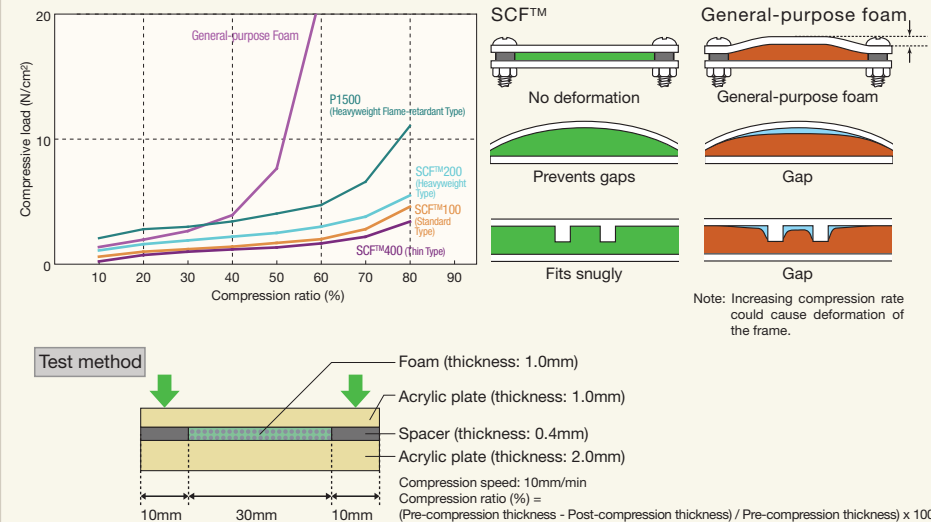 20
10
0
Compressive load (N/cm²)
General-purpose Foam
P1500
(Heavyweight Flame-retardant Type)
SCF™200
(Heavyweight
Type)
SCF™100
(Standard
Type)
SCF™400 (Thin Type)
10 20 30 40 50 60 70 80 90
Compression ratio (%)
SCF™
General-purpose foam
No deformation
General-purpose foam
Prevents gaps
Gap
Fits snugly
Gap
Note: Increasing compression rate
could cause deformation of
the frame.
Test method
Foam (thickness: 1.0mm)
Acrylic plate (thickness: 1.0mm)
Spacer (thickness: 0.4mm)
Acrylic plate (thickness: 2.0mm)
10mm 30mm 10mm
Compression speed: 10mm/min
Compression ratio (%) =
(Pre-compression thickness - Post-compression thickness) / Pre-compression thickness) x 100